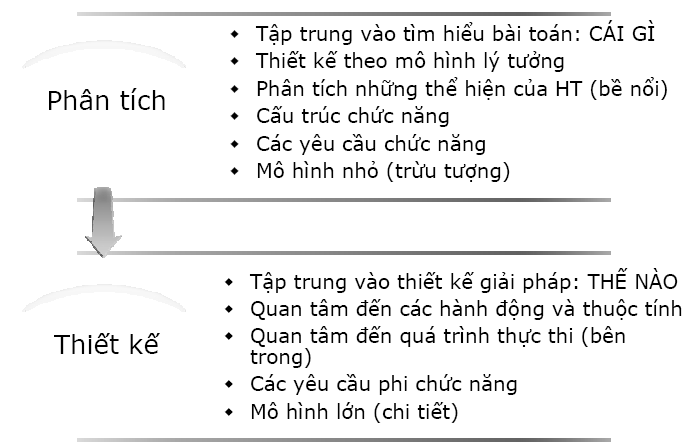 Phân tích
◆ Tập trung vào tìm hiểu bài toán: CÁI GÌ
◆ Thiết kế theo mô hình lý tưởng
◆ Phân tích những thể hiện của HT (bề nổi)
◆ Cấu trúc chức năng
◆ Các yêu cầu chức năng
◆ Mô hình nhỏ (trừu tượng)
Thiết kế
◆ Tập trung vào thiết kế giải pháp: THẾ NÀO
◆ Quan tâm đến các hành động và thuộc tính
◆ Quan tâm đến quá trình thực thi (bên
trong)
◆ Các yêu cầu phi chức năng
◆ Mô hình lớn (chi tiết)